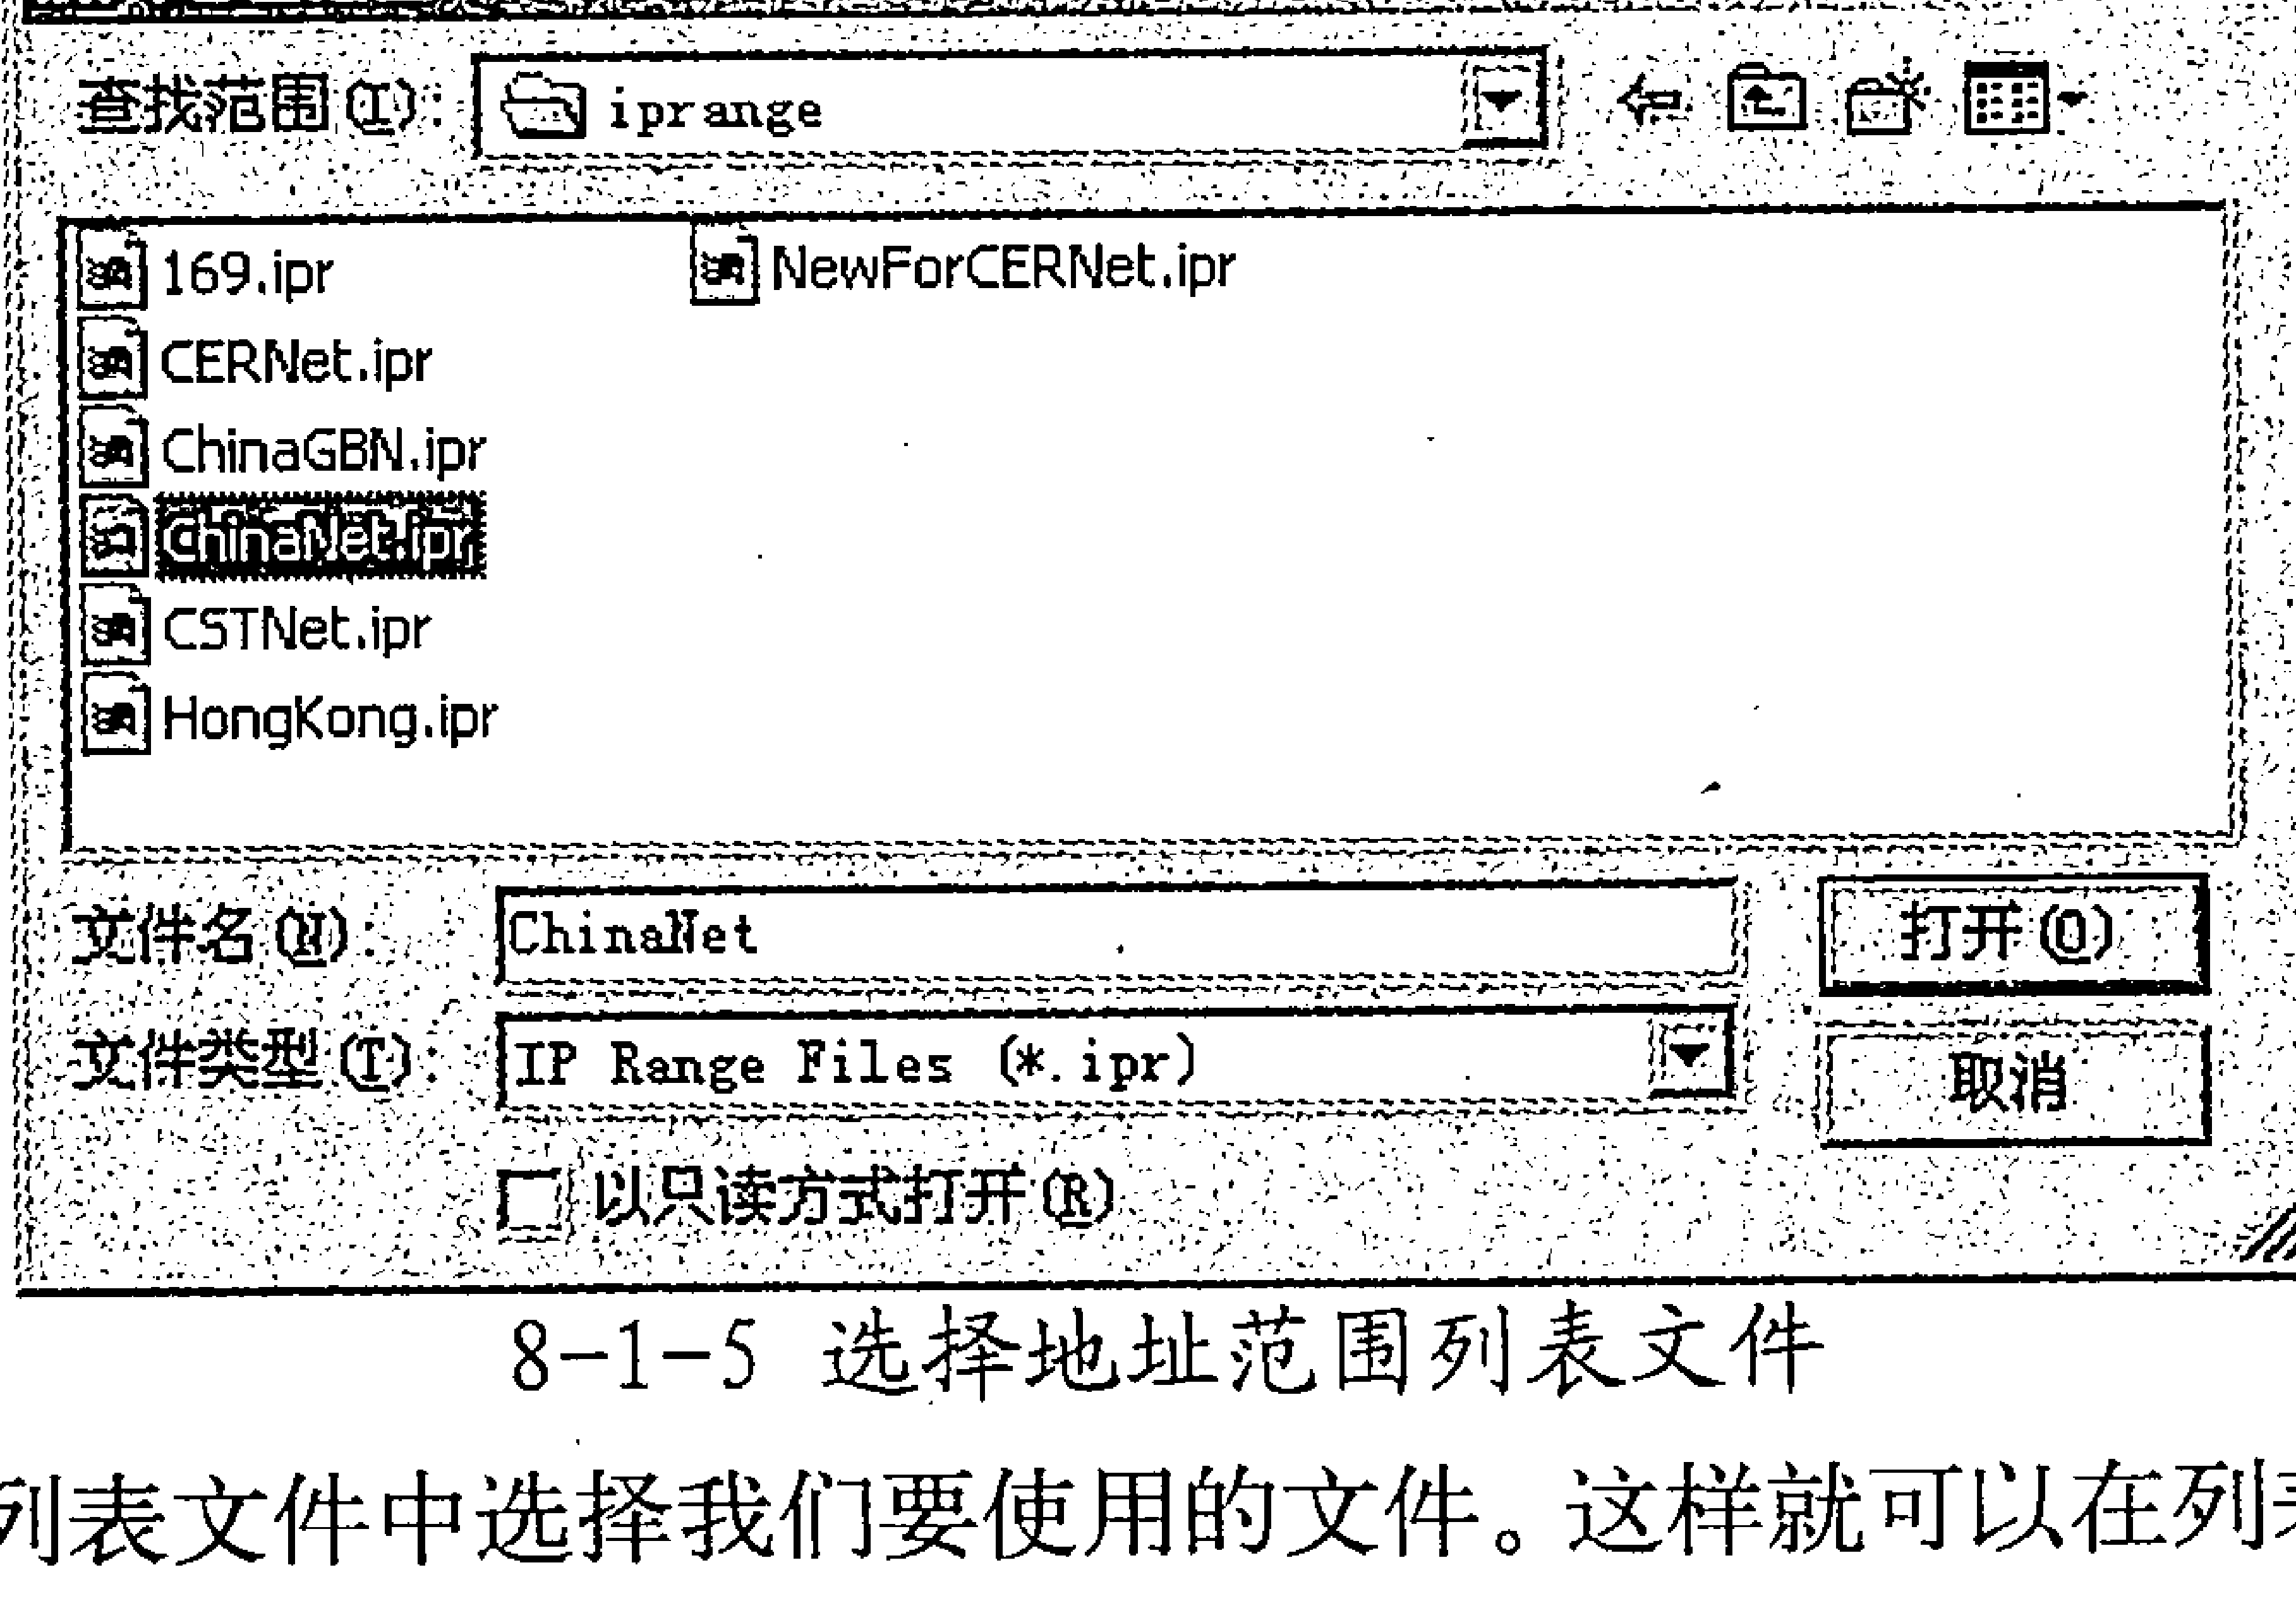 查找范围(I): iprange
169.ipr NewForCERNet.ipr
CERNet.ipr
ChinaGBN.ipr
ChinaNet.ipr
CSTNet.ipr
HongKong.ipr
文件名(N): ChinaNet 打开(O)
文件类型(T): IP Range Files (*.ipr) 取消
以只读方式打开(R)
8-1-5 选择地址范围列表文件
列表文件中选择我们要使用的文件。这样就可以在列表